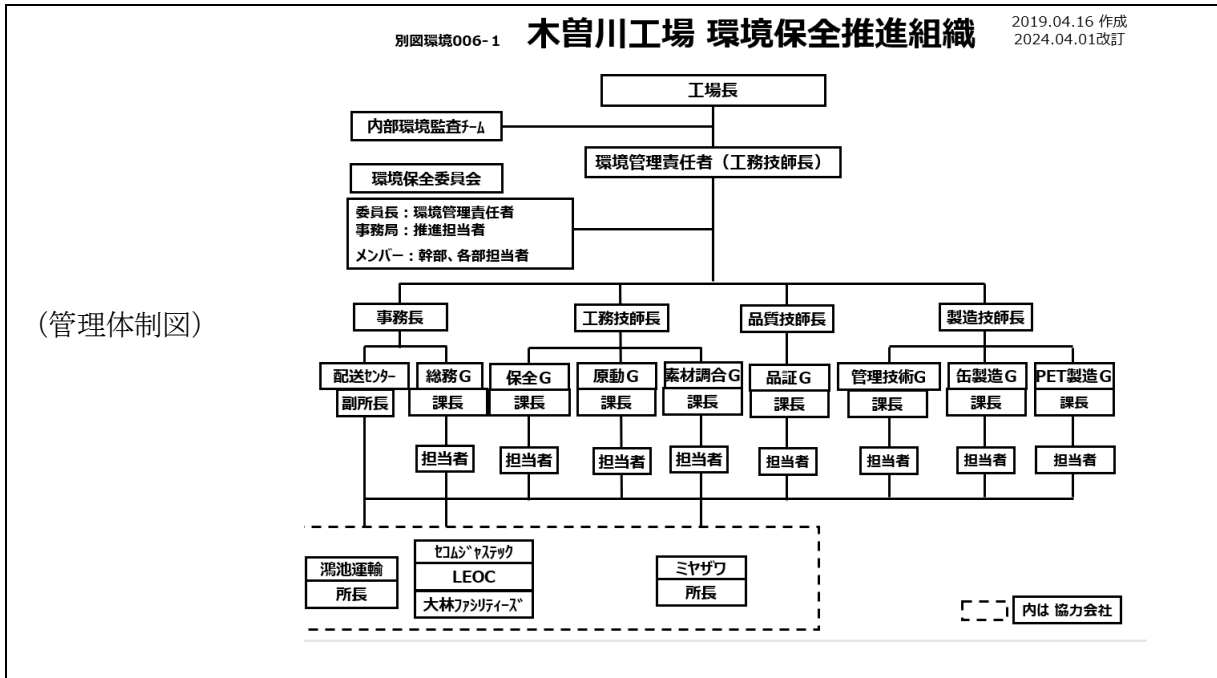 別図環境006-1 木曽川工場 環境保全推進組織
2019.04.16 作成
2024.04.01改訂
工場長
内部環境監査ﾁｰﾑ
環境管理責任者（工務技師長）
環境保全委員会
委員長：環境管理責任者
事務局：推進担当者
メンバー：幹部、各部担当者
（管理体制図）
事務長 工務技師長 品質技師長 製造技師長
配送ｾﾝﾀｰ 総務G 保全G 原動G 素材調合G 品証G 管理技術G 缶製造G PET製造G
副所長 課長 課長 課長 課長 課長 課長 課長 課長
担当者 担当者 担当者 担当者 担当者 担当者 担当者 担当者
鴻池運輸
所長
ｾｺﾑｼﾞｬｽﾃｯｸ
LEOC
大林ﾌｧｼﾘﾃｨｰｽﾞ
ミヤザワ
所長
内は 協力会社